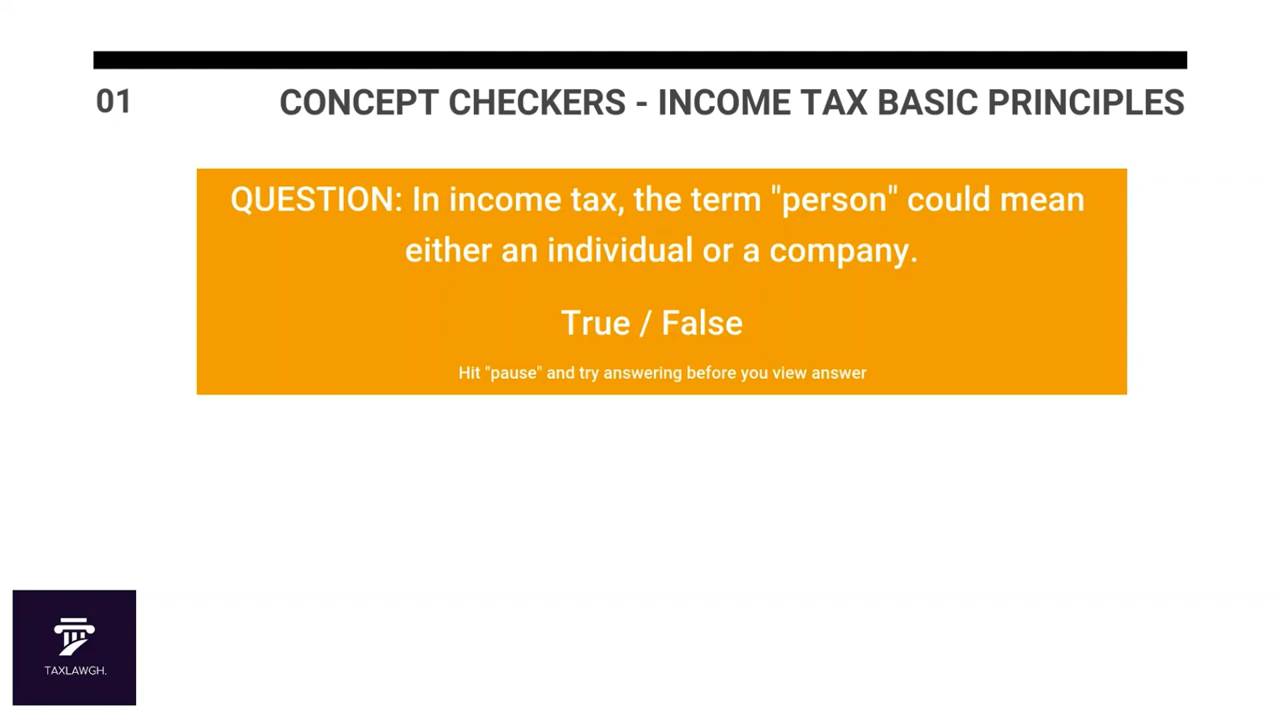 01
CONCEPT CHECKERS - INCOME TAX BASIC PRINCIPLES
QUESTION: In income tax, the term "person" could mean
either an individual or a company.
True / False
Hit "pause" and try answering before you view answer
TAXLAWGH.